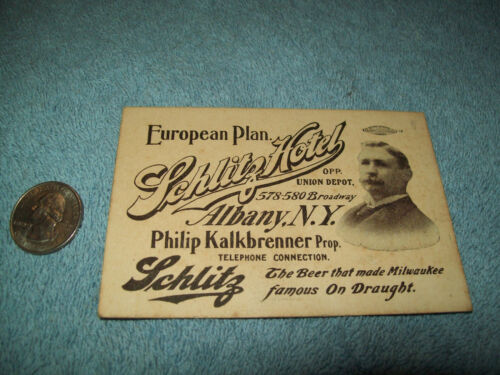 European Plan.
Schlitz Hotel
OPP.
UNION DEPOT,
578-580 Broadway
Albany, N.Y.
Philip Kalkbrenner Prop.
TELEPHONE CONNECTION.
Schlitz
The Beer that made Milwaukee
famous On Draught.